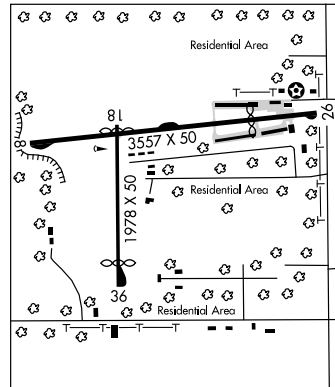 Residential Area
18
26
8
3557 X 50
1978 X 50
Residential Area
36
Residential Area